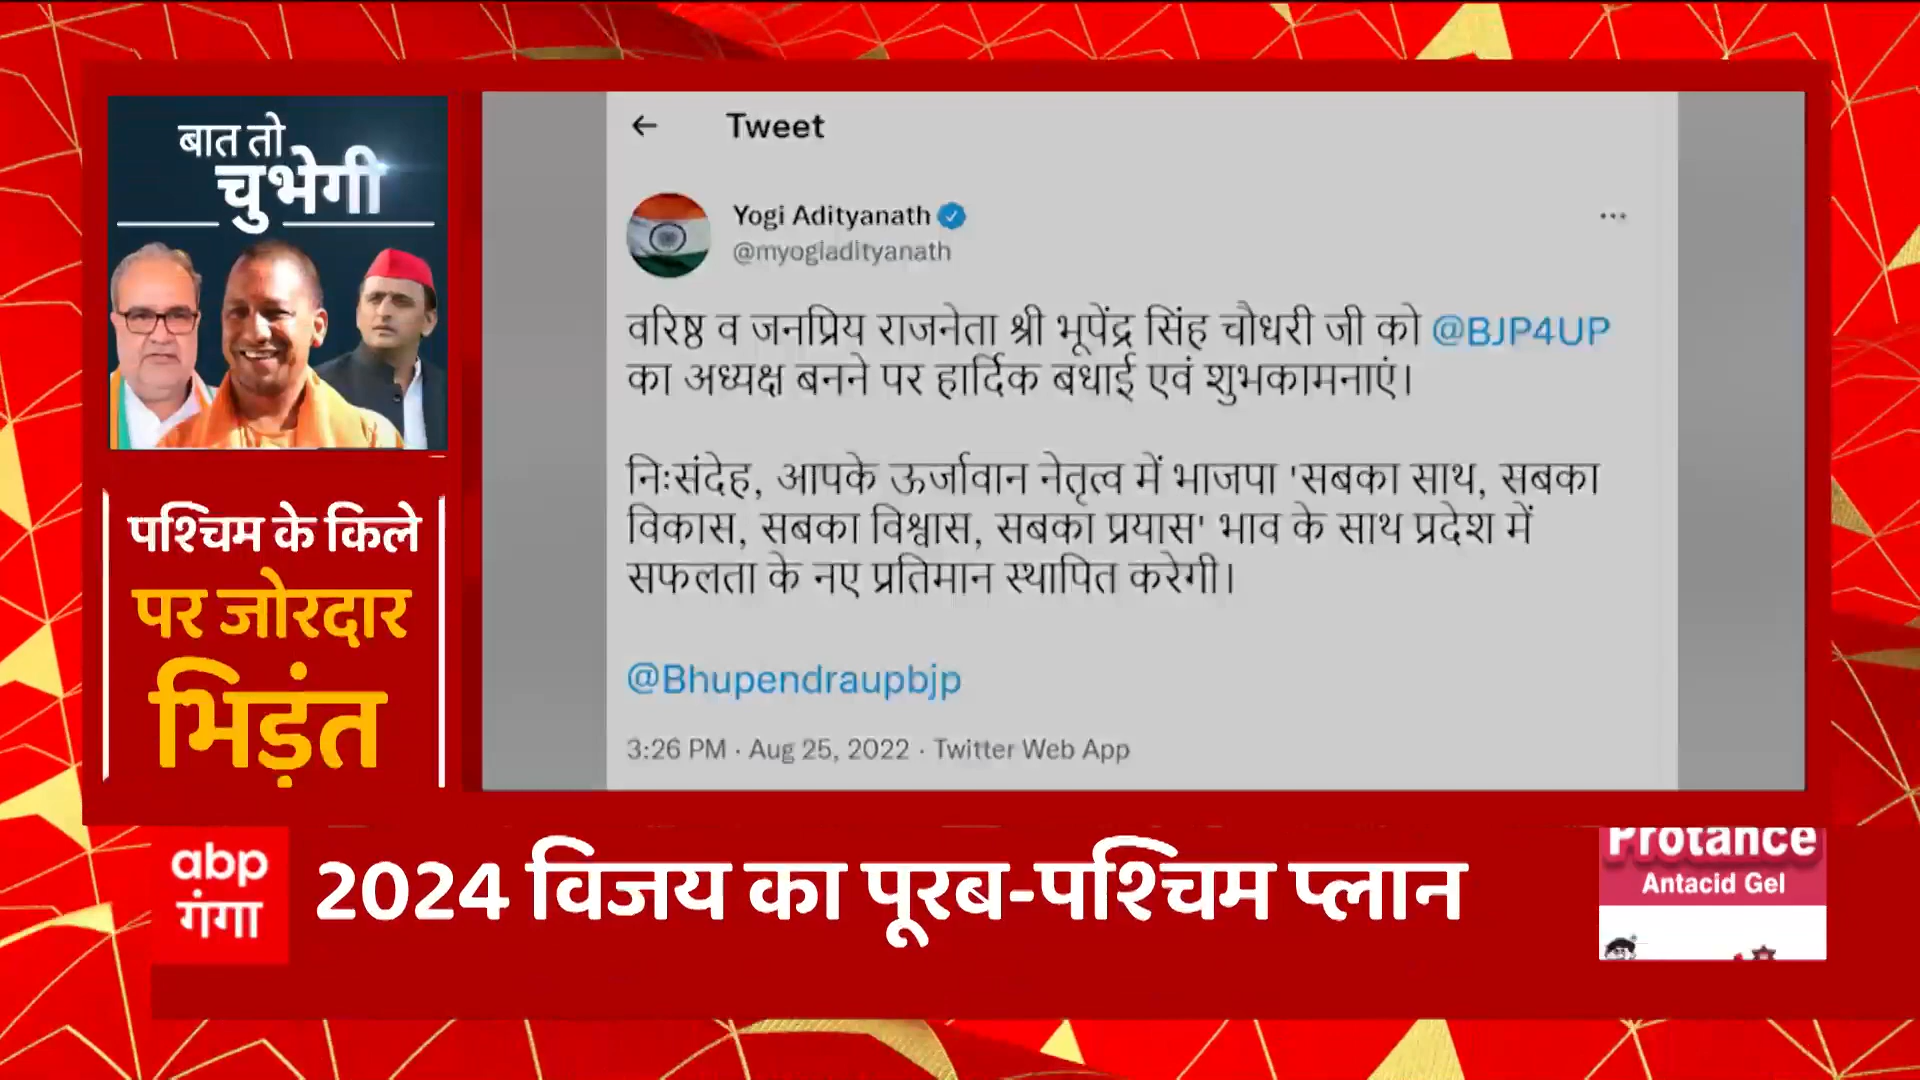 बात तो
चुभेगी
पश्चिम के किले
पर जोरदार
भिड़ंत
Tweet
Yogi Adityanath
@myogiadityanath
वरिष्ठ व जनप्रिय राजनेता श्री भूपेंद्र सिंह चौधरी जी को @BJP4UP
का अध्यक्ष बनने पर हार्दिक बधाई एवं शुभकामनाएं।
निःसंदेह, आपके ऊर्जावान नेतृत्व में भाजपा 'सबका साथ, सबका
विकास, सबका विश्वास, सबका प्रयास' भाव के साथ प्रदेश में
सफलता के नए प्रतिमान स्थापित करेगी।
@Bhupendraupbjp
3:26 PM · Aug 25, 2022 · Twitter Web App
abp
गंगा
2024 विजय का पूरब-पश्चिम प्लान
Protance
Antacid Gel